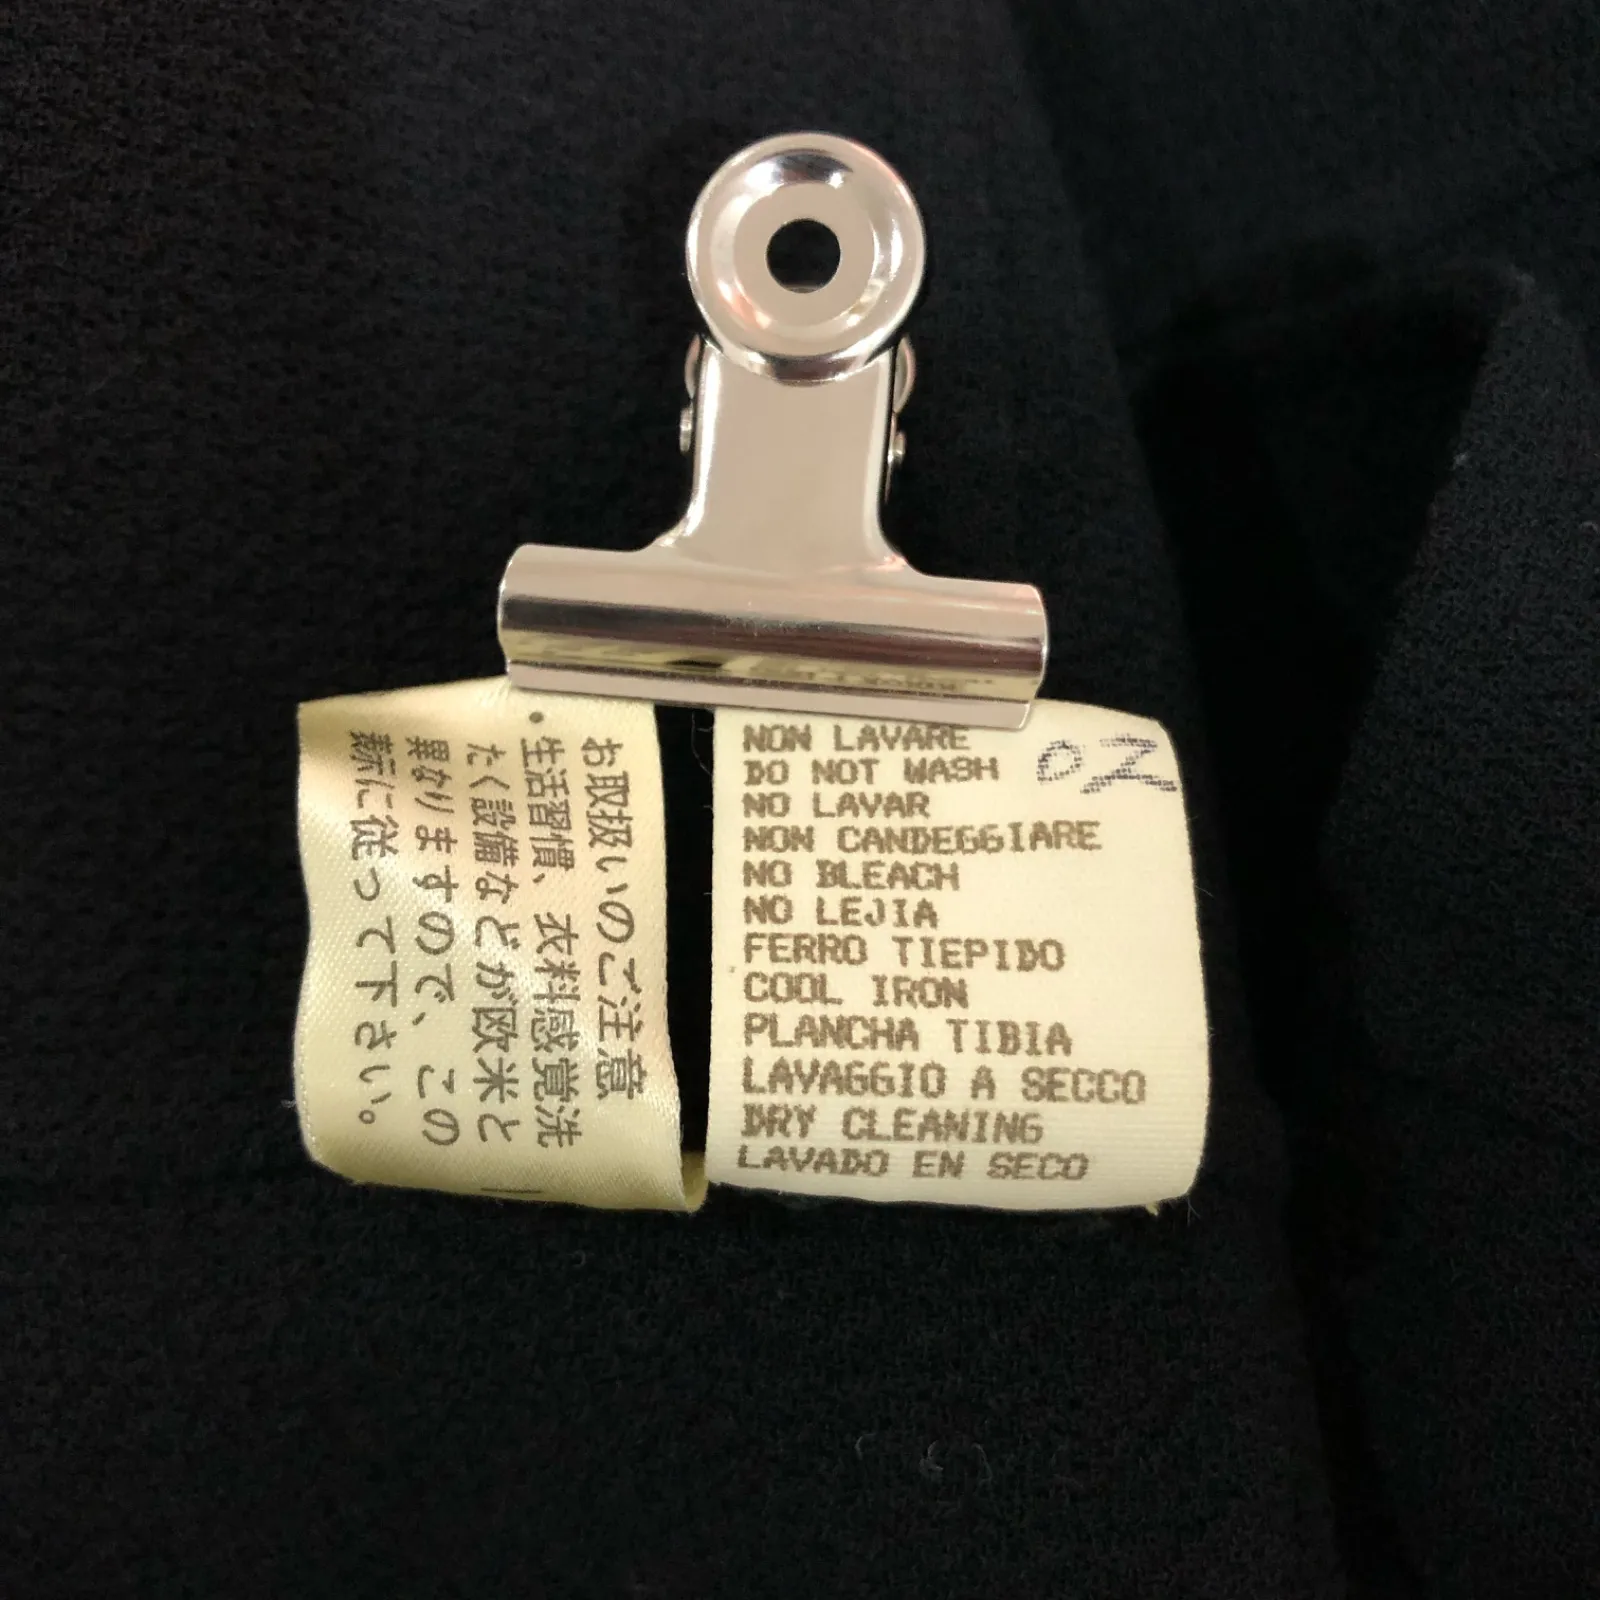 お取扱いのご注意
・生活習慣、衣料感覚洗
たく設備などが欧米と
異なりますので、この
表示に従って下さい。
NON LAVARE
DO NOT WASH
NO LAVAR
NON CANDEGGIARE
NO BLEACH
NO LEJIA
FERRO TIEPIDO
COOL IRON
PLANCHA TIBIA
LAVAGGIO A SECCO
DRY CLEANING
LAVADO EN SECO
02